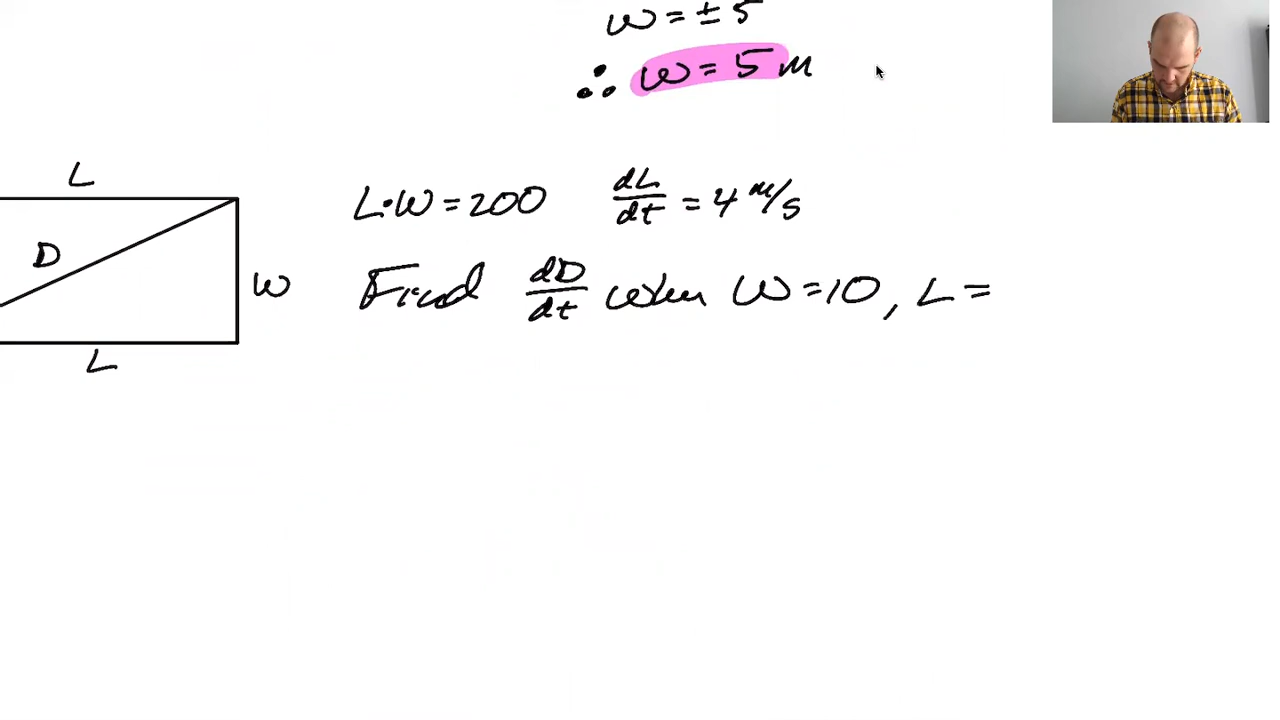 w = ± 5
∴ w = 5 m
L
L·W = 200 dL/dt = 4 m/s
D
W
Find dD/dt when W = 10, L =
L